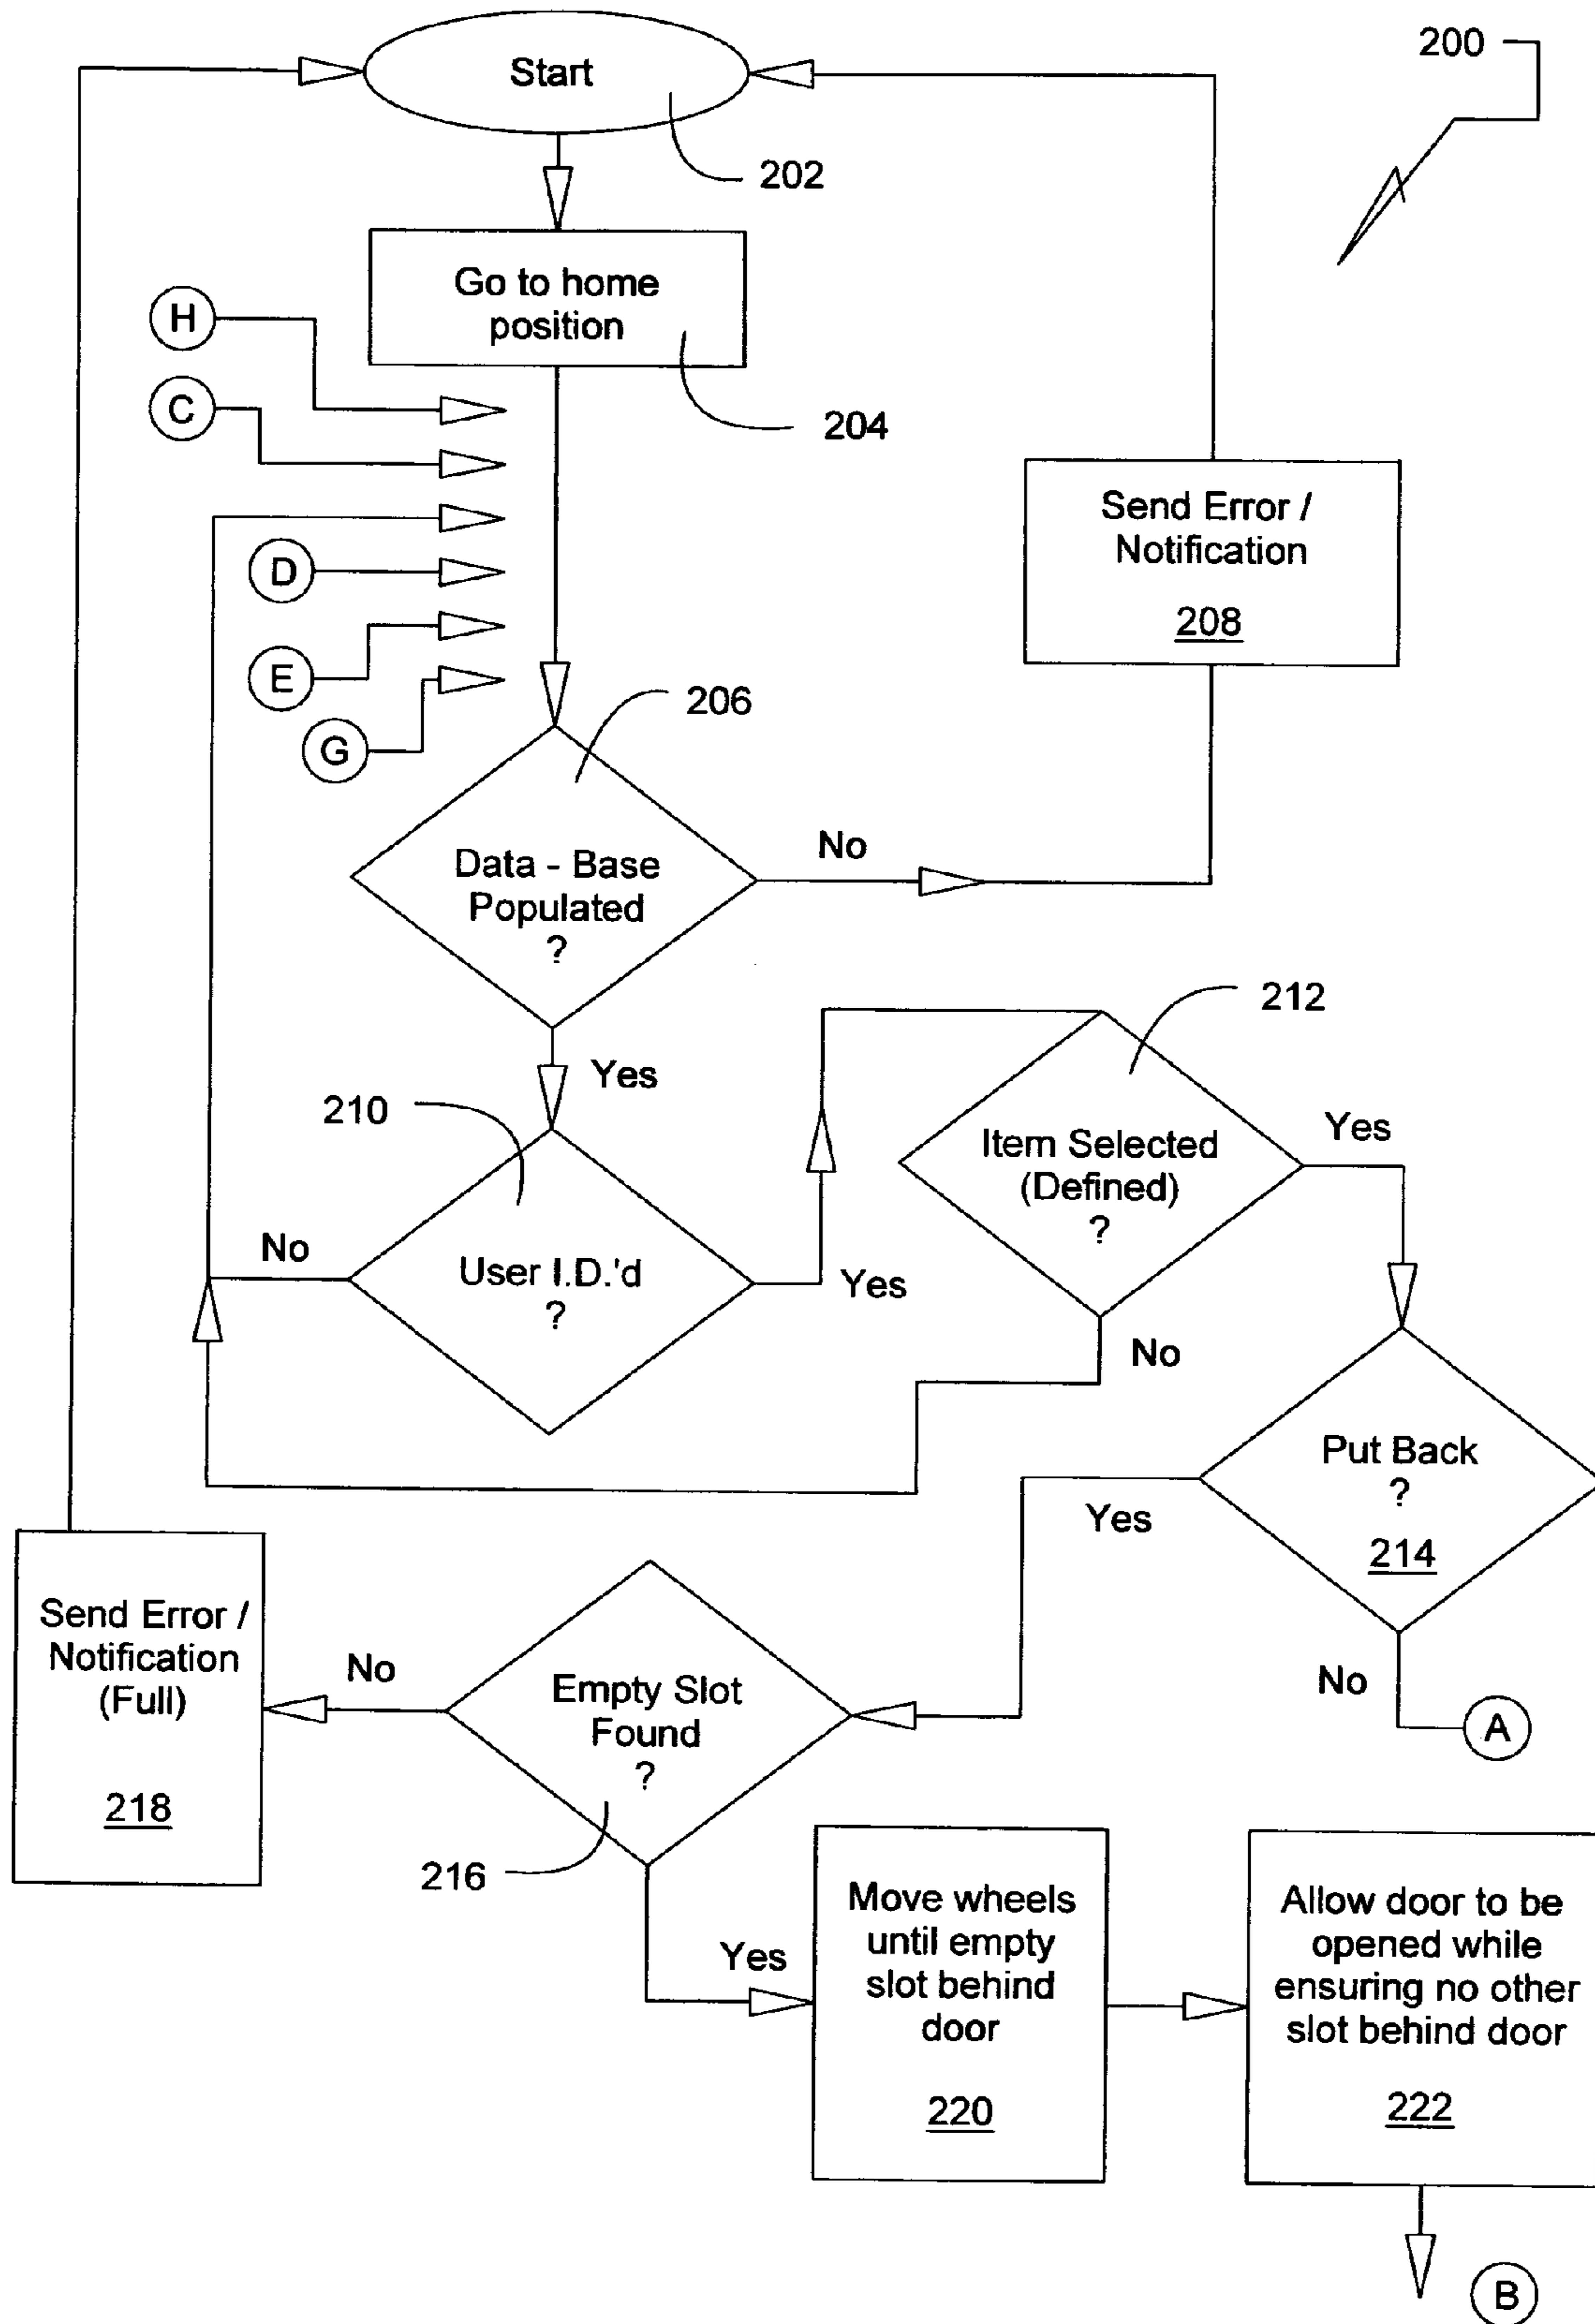 200
Start
202
Go to home
position
204
H
C
D
E
G
Send Error /
Notification
208
206
Data - Base
Populated
?
No
Yes
212
210
Item Selected
(Defined)
?
Yes
No
User I.D.'d
?
No
Yes
Put Back
?
214
Yes
No
A
Empty Slot
Found
?
216
No
Yes
Send Error /
Notification
(Full)
218
Move wheels
until empty
slot behind
door
220
Allow door to be
opened while
ensuring no other
slot behind door
222
B